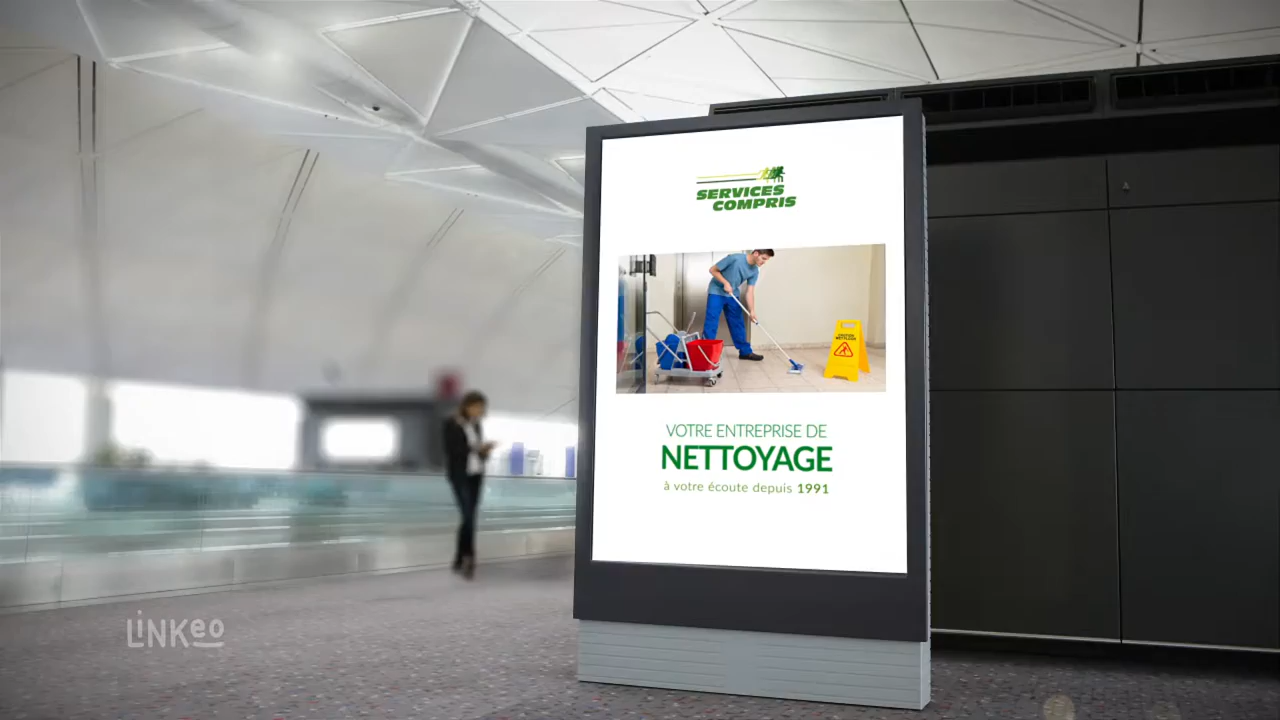 SERVICES
COMPRIS
VOTRE ENTREPRISE DE
NETTOYAGE
à votre écoute depuis 1991
LiNKeo